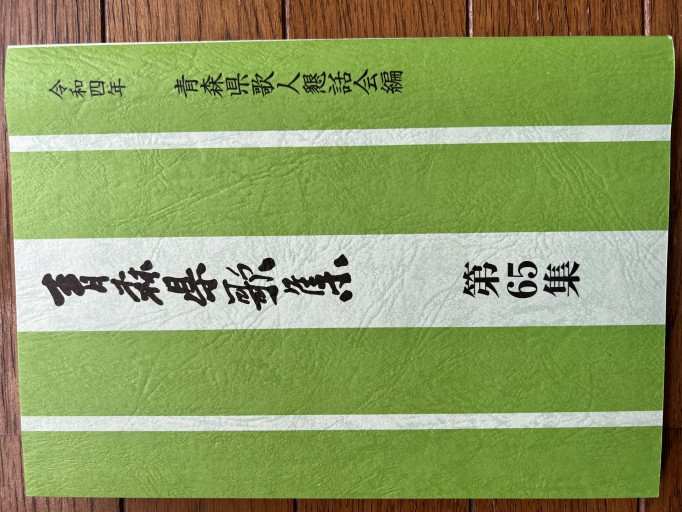 令和四年
青森県歌人懇話会編
青森県歌集
第65集